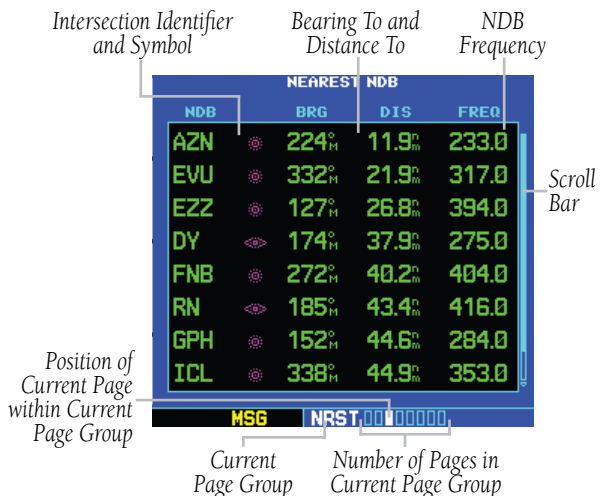 Intersection Identifier
and Symbol
Bearing To and
Distance To
NDB
Frequency
NEAREST NDB
NDB BRG DIS FREQ
AZN 224°M 11.9nm 233.0
EVU 332°M 21.9nm 317.0
EZZ 127°M 26.8nm 394.0
DY 174°M 37.9nm 275.0
FNB 272°M 40.2nm 404.0
RN 185°M 43.4nm 416.0
GPH 152°M 44.6nm 284.0
ICL 338°M 44.9nm 353.0
Scroll
Bar
Position of
Current Page
within Current
Page Group
MSG NRST
Current
Page Group
Number of Pages in
Current Page Group